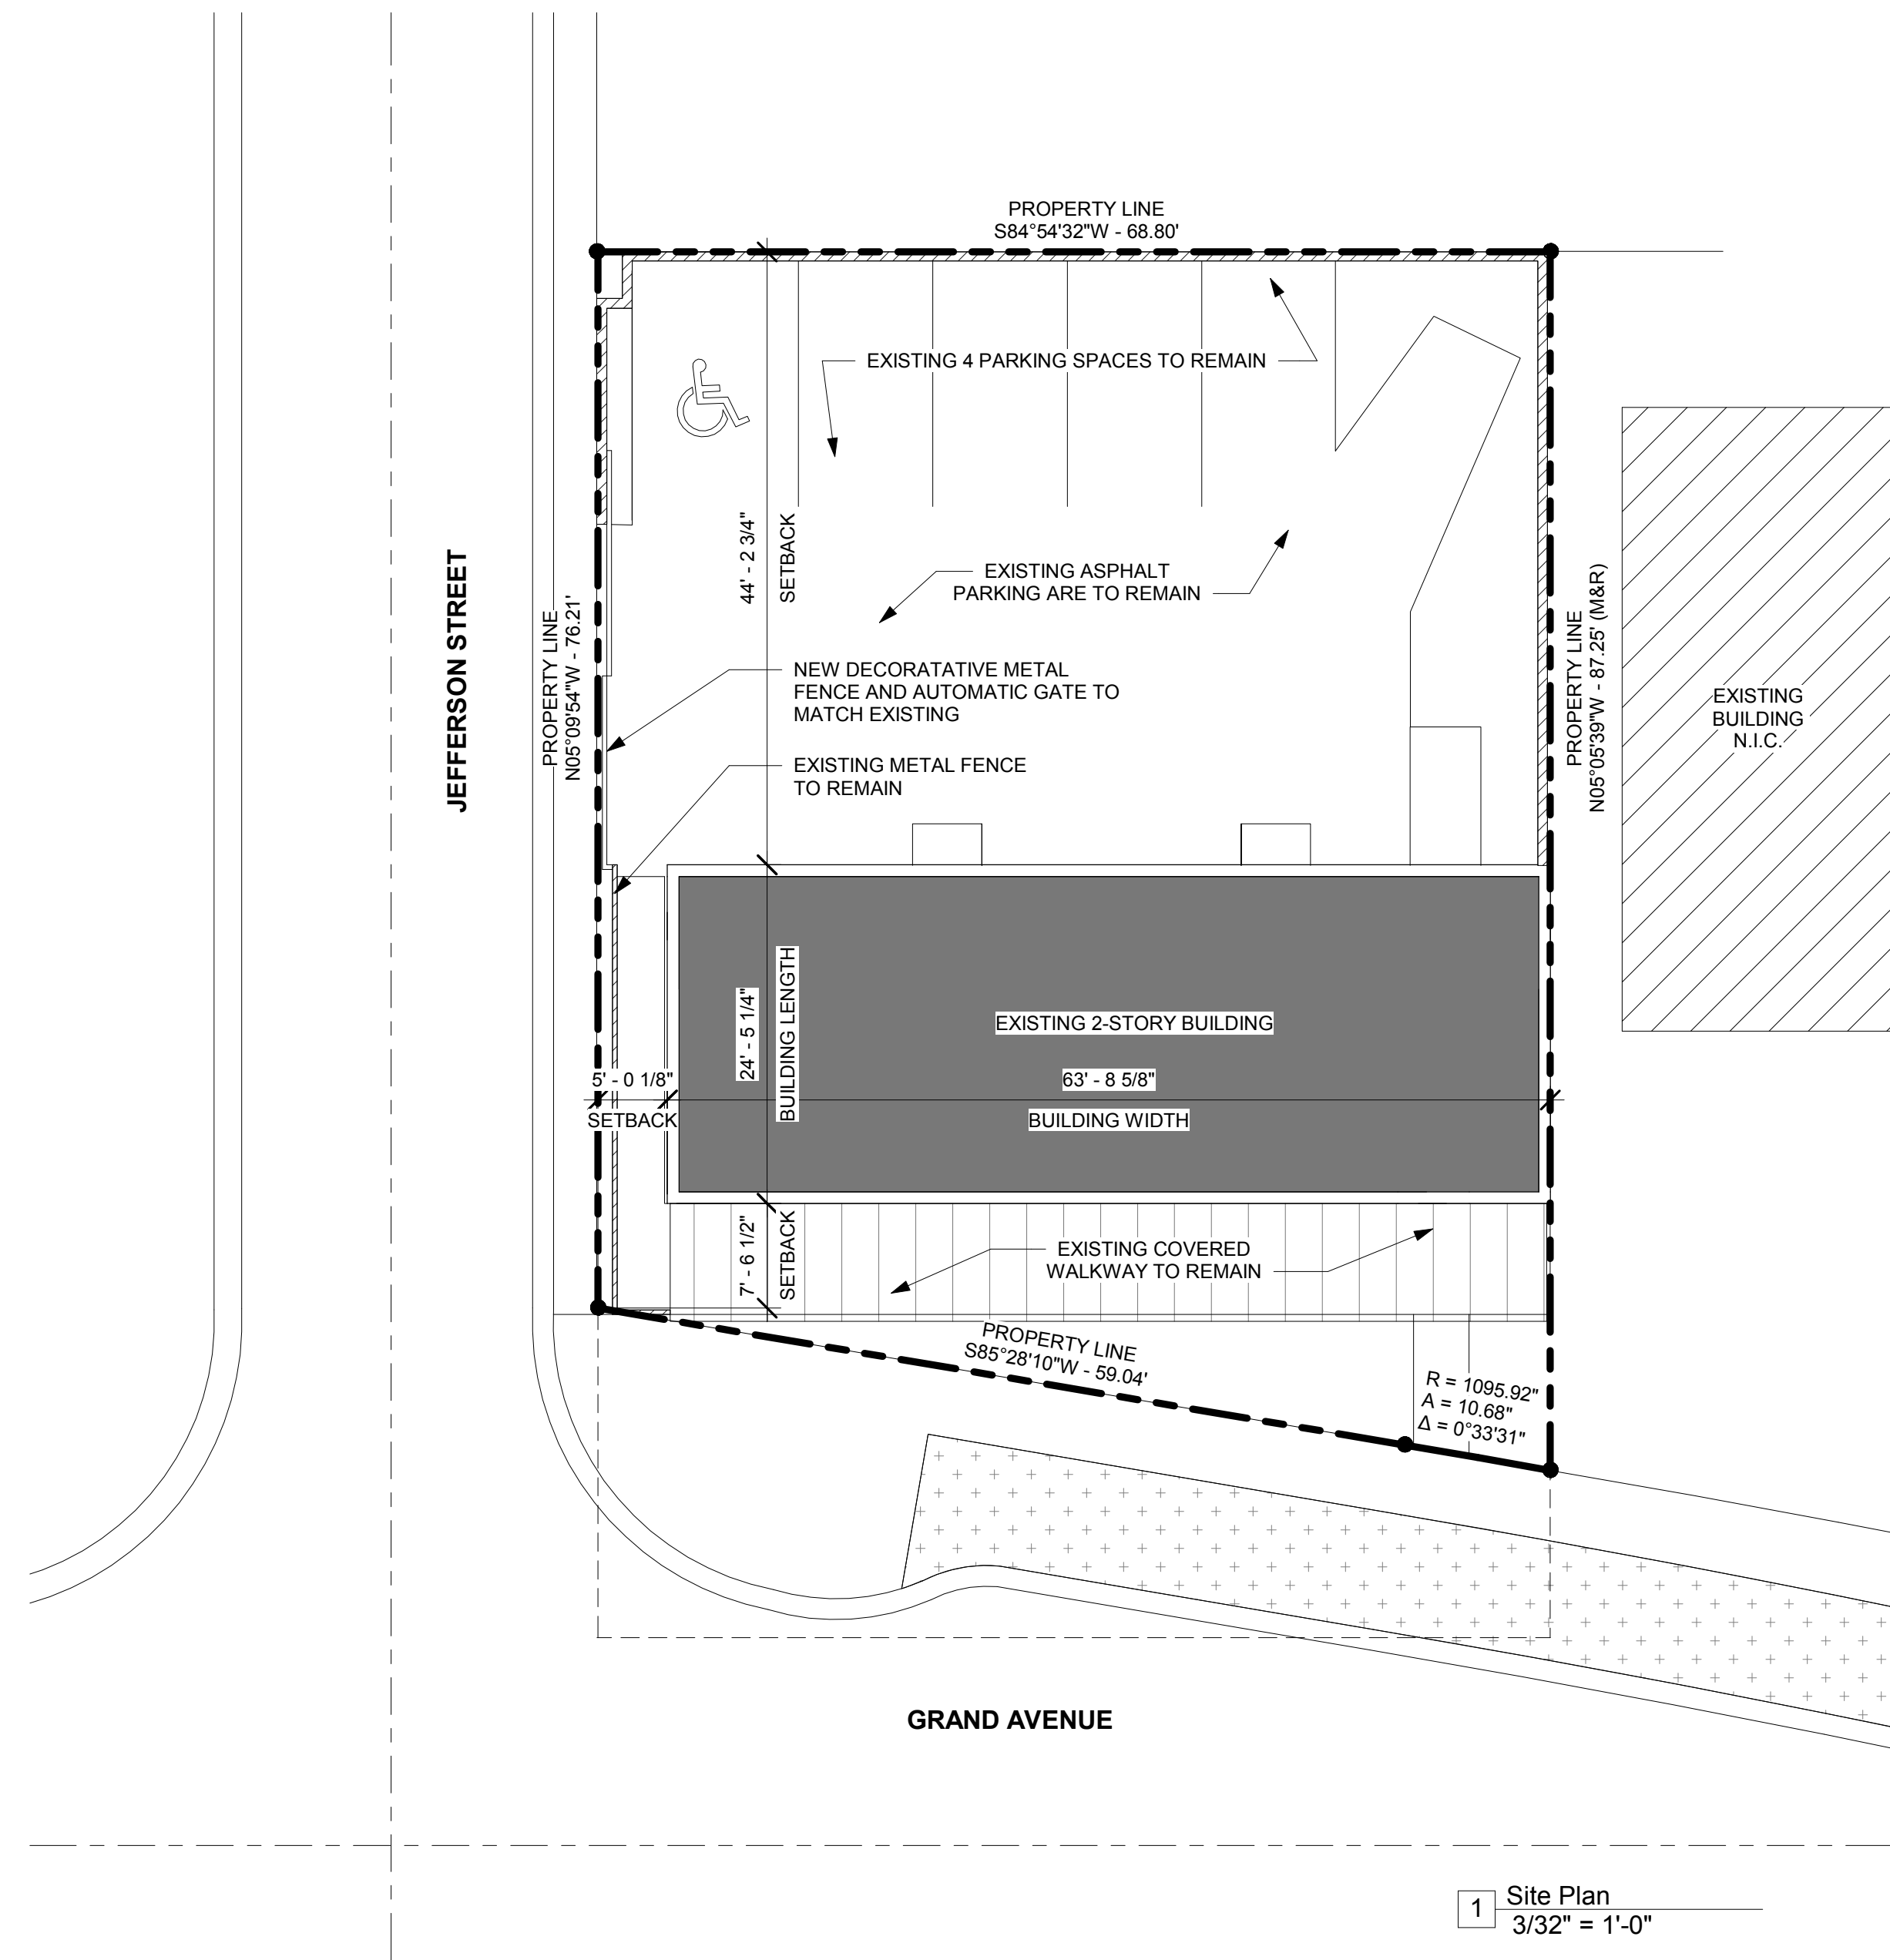 PROPERTY LINE
S84°54'32"W - 68.80'
EXISTING 4 PARKING SPACES TO REMAIN
44' - 2 3/4"
SETBACK
EXISTING ASPHALT
PARKING ARE TO REMAIN
JEFFERSON STREET
PROPERTY LINE
N05°09'54"W - 76.21'
NEW DECORATATIVE METAL
FENCE AND AUTOMATIC GATE TO
MATCH EXISTING
EXISTING METAL FENCE
TO REMAIN
PROPERTY LINE
N05°05'39"W - 87.25' (M&R)
EXISTING
BUILDING
N.I.C.
24' - 5 1/4"
BUILDING LENGTH
EXISTING 2-STORY BUILDING
5' - 0 1/8"
SETBACK
63' - 8 5/8"
BUILDING WIDTH
7' - 6 1/2"
SETBACK
EXISTING COVERED
WALKWAY TO REMAIN
PROPERTY LINE
S85°28'10"W - 59.04'
R = 1095.92"
A = 10.68"
Δ = 0°33'31"
GRAND AVENUE
1
Site Plan
3/32" = 1'-0"